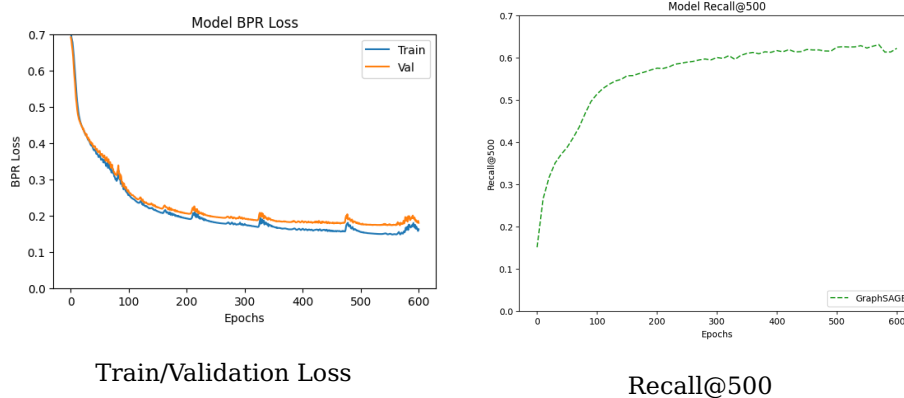 Model BPR Loss
0.7
0.6
0.5
0.4
0.3
0.2
0.1
0.0
BPR Loss
Train
Val
0 100 200 300 400 500 600
Epochs
Train/Validation Loss
Model Recall@500
0.7
0.6
0.5
0.4
0.3
0.2
0.1
0.0
Recall@500
GraphSAGE
0 100 200 300 400 500 600
Epochs
Recall@500